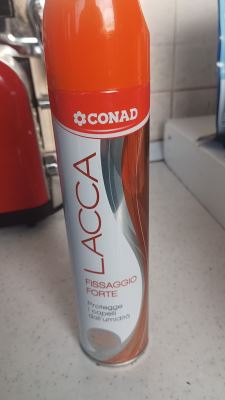 CONAD
LACCA
FISSAGGIO
FORTE
Protegge
i capelli
dall'umidità